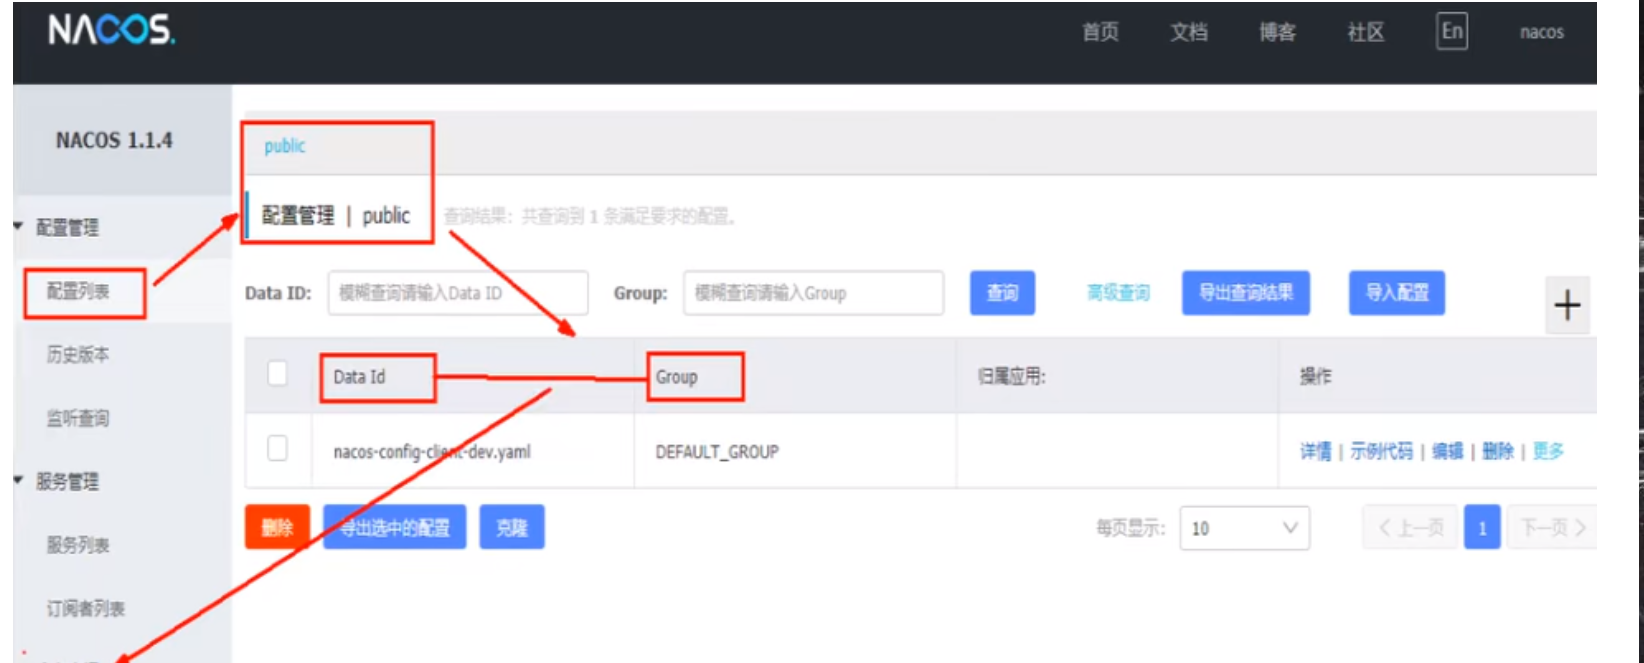 NACOS.
首页 文档 博客 社区 En nacos
NACOS 1.1.4
public
配置管理
配置管理 | public 查询结果：共查询到 1 条满足要求的配置。
配置列表
Data ID: 模糊查询请输入Data ID Group: 模糊查询请输入Group 查询 高级查询 导出查询结果 导入配置 +
历史版本
Data Id Group 归属应用: 操作
监听查询
nacos-config-client-dev.yaml DEFAULT_GROUP 详情 | 示例代码 | 编辑 | 删除 | 更多
服务管理
删除 导出选中的配置 克隆 每页显示: 10 < 上一页 1 下一页 >
服务列表
订阅者列表